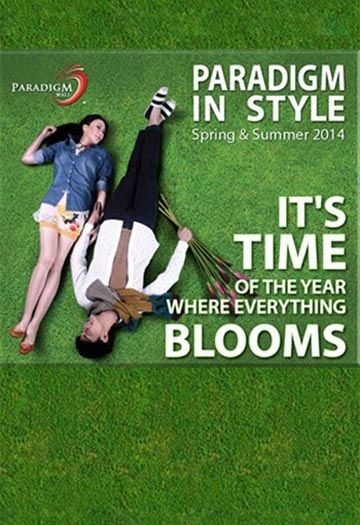 PARADIGM
MALL
PARADIGM
IN STYLE
Spring & Summer 2014
IT'S
TIME
OF THE YEAR
WHERE EVERYTHING
BLOOMS